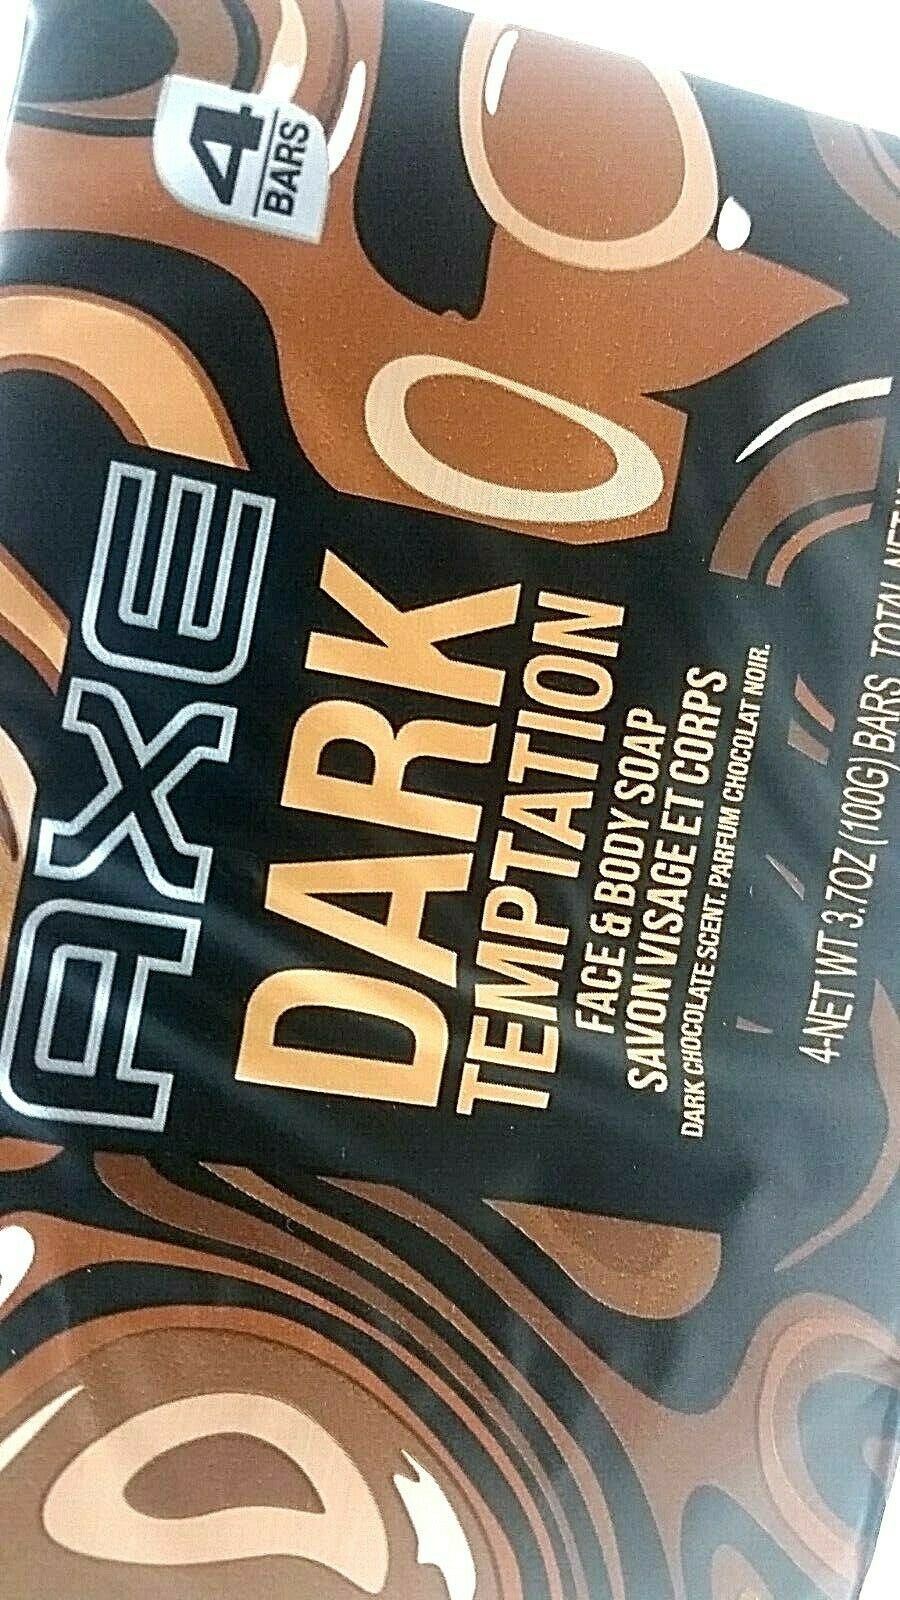 4
BARS
AXE
DARK
TEMPTATION
FACE & BODY SOAP
SAVON VISAGE ET CORPS
DARK CHOCOLATE SCENT. PARFUM CHOCOLAT NOIR.
4-NET WT 3.7OZ (100G) BARS TOTAL NET